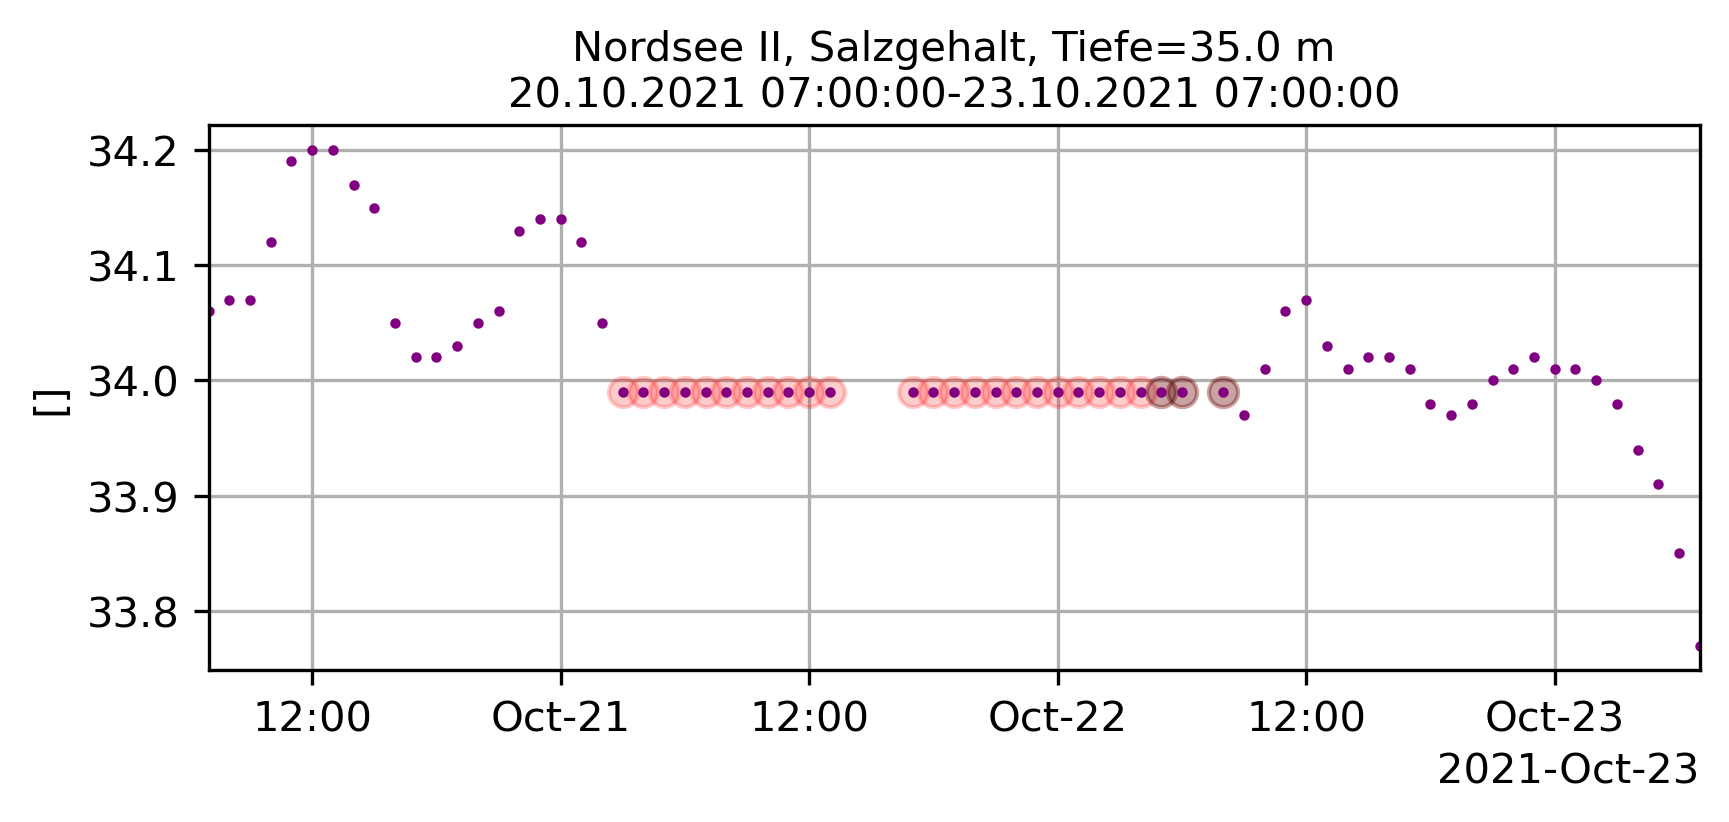 Nordsee II, Salzgehalt, Tiefe=35.0 m
20.10.2021 07:00:00-23.10.2021 07:00:00
34.2
34.1
34.0
33.9
33.8
[]
12:00 Oct-21 12:00 Oct-22 12:00 Oct-23
2021-Oct-23